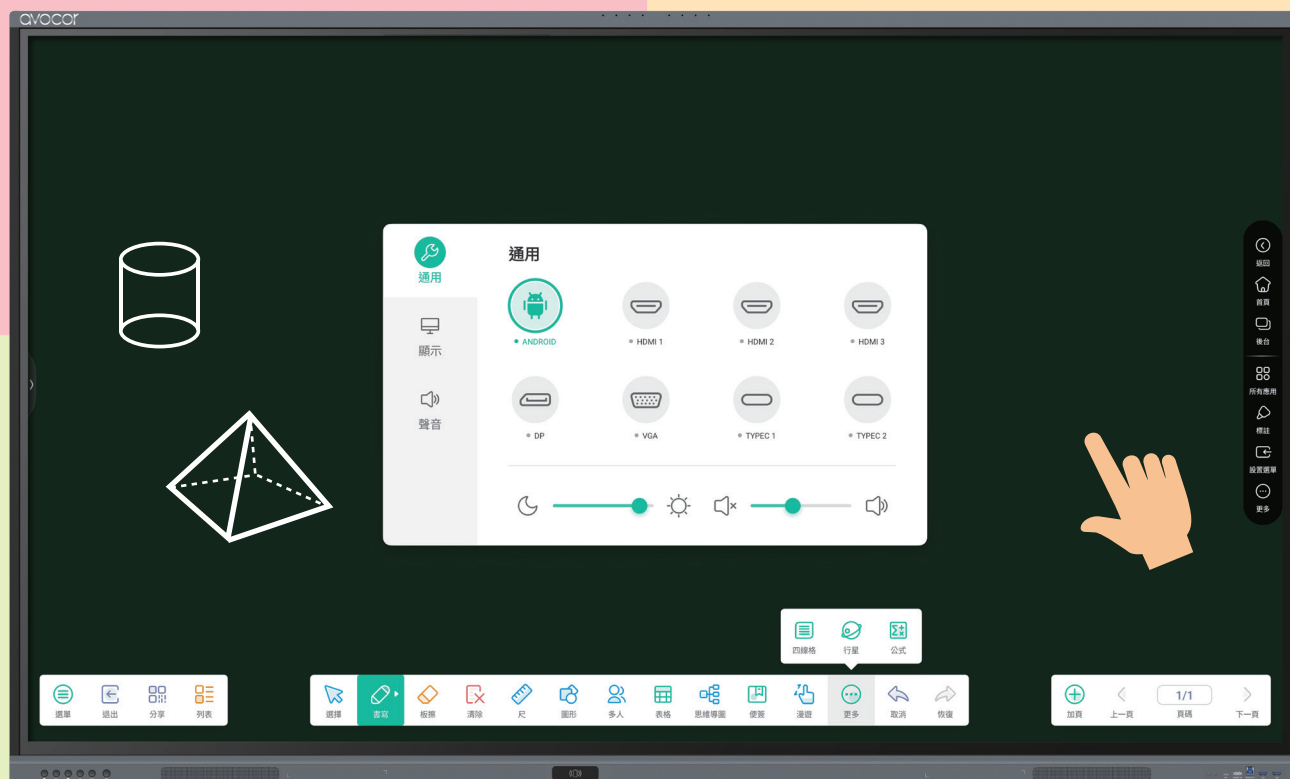 avocor
通用
通用
顯示
聲音
ANDROID
HDMI 1
HDMI 2
HDMI 3
DP
VGA
TYPEC 1
TYPEC 2
返回
首頁
後台
所有應用
標註
設置選單
更多
四線格
行星
公式
選單
退出
分享
列表
選擇
書寫
板擦
清除
尺
圖形
多人
表格
思維導圖
便簽
漫遊
更多
取消
恢復
加頁
上一頁
1/1
頁碼
下一頁